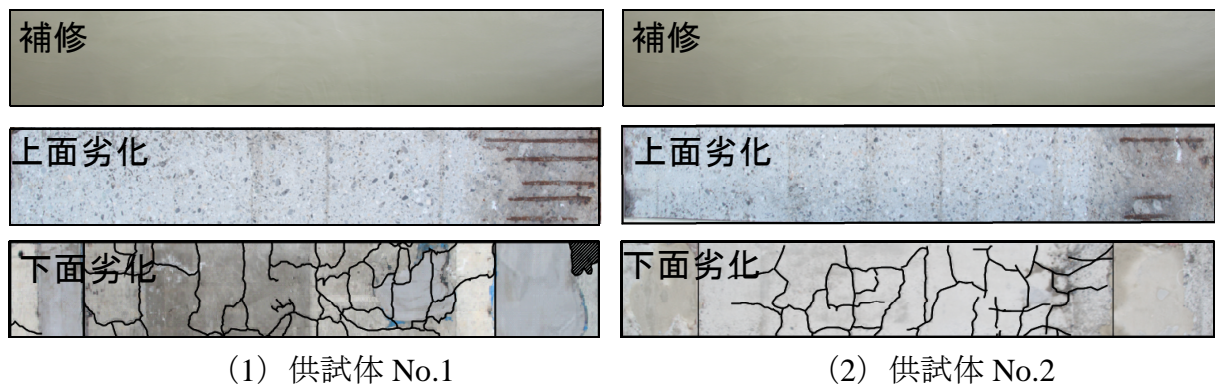 補修
補修
上面劣化
上面劣化
下面劣化
下面劣化
(1) 供試体 No.1
(2) 供試体 No.2